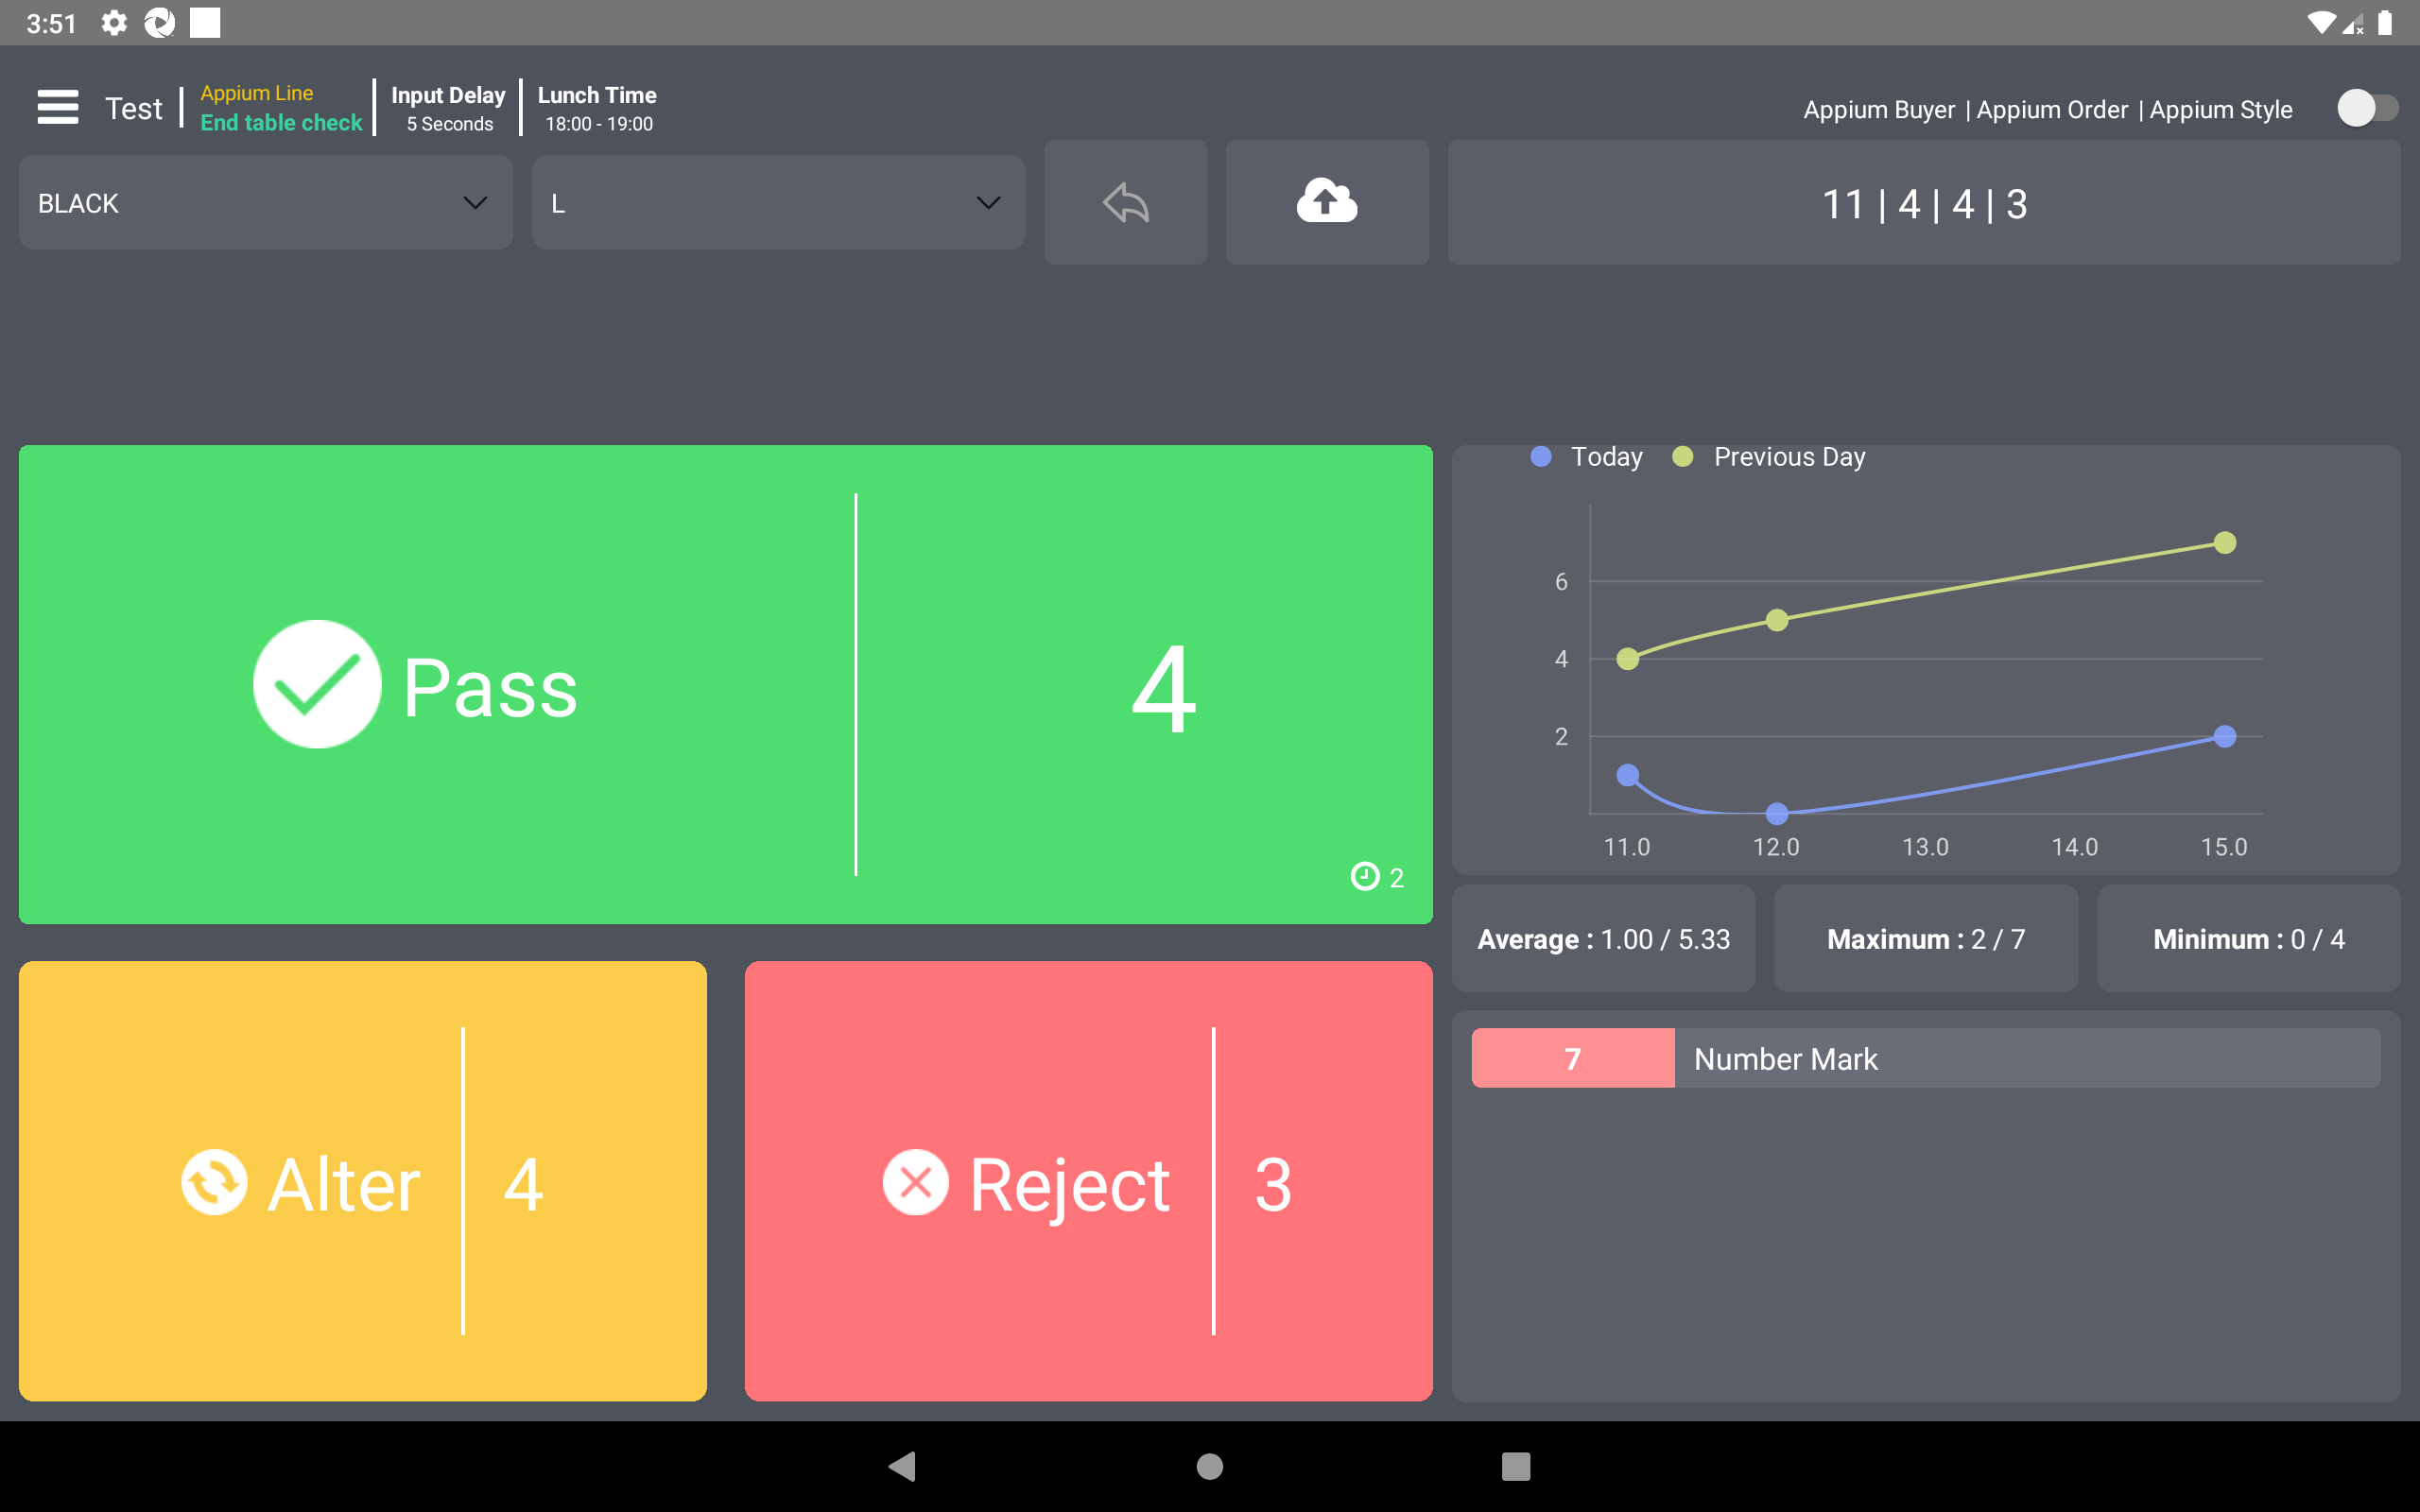 3:51
Test
Appium Line
End table check
Input Delay
5 Seconds
Lunch Time
18:00 - 19:00
Appium Buyer | Appium Order | Appium Style
BLACK
L
11 | 4 | 4 | 3
Pass
4
2
Today
Previous Day
6
4
2
11.0 12.0 13.0 14.0 15.0
Average : 1.00 / 5.33
Maximum : 2 / 7
Minimum : 0 / 4
Alter
4
Reject
3
7
Number Mark